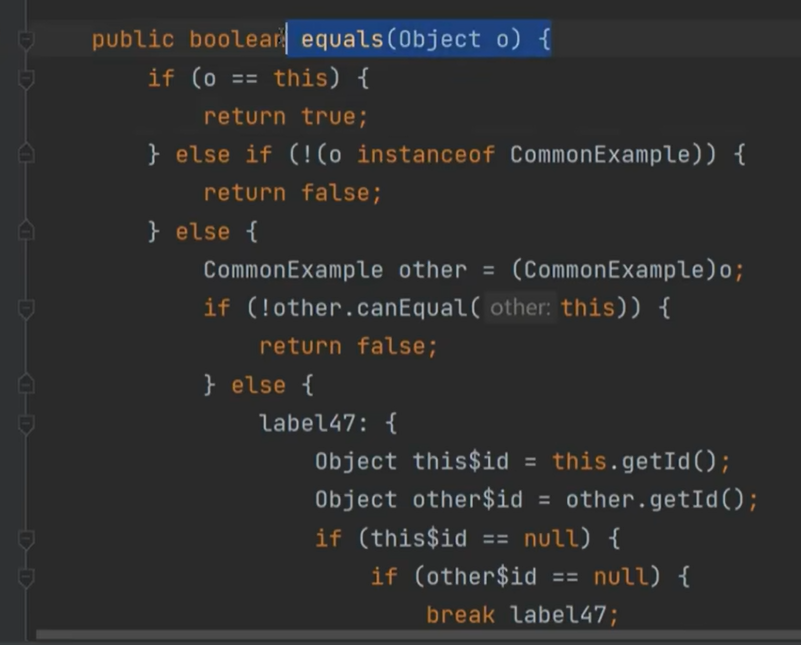 public boolean equals(Object o) {
if (o == this) {
return true;
} else if (!(o instanceof CommonExample)) {
return false;
} else {
CommonExample other = (CommonExample)o;
if (!other.canEqual( other: this)) {
return false;
} else {
label47: {
Object this$id = this.getId();
Object other$id = other.getId();
if (this$id == null) {
if (other$id == null) {
break label47;